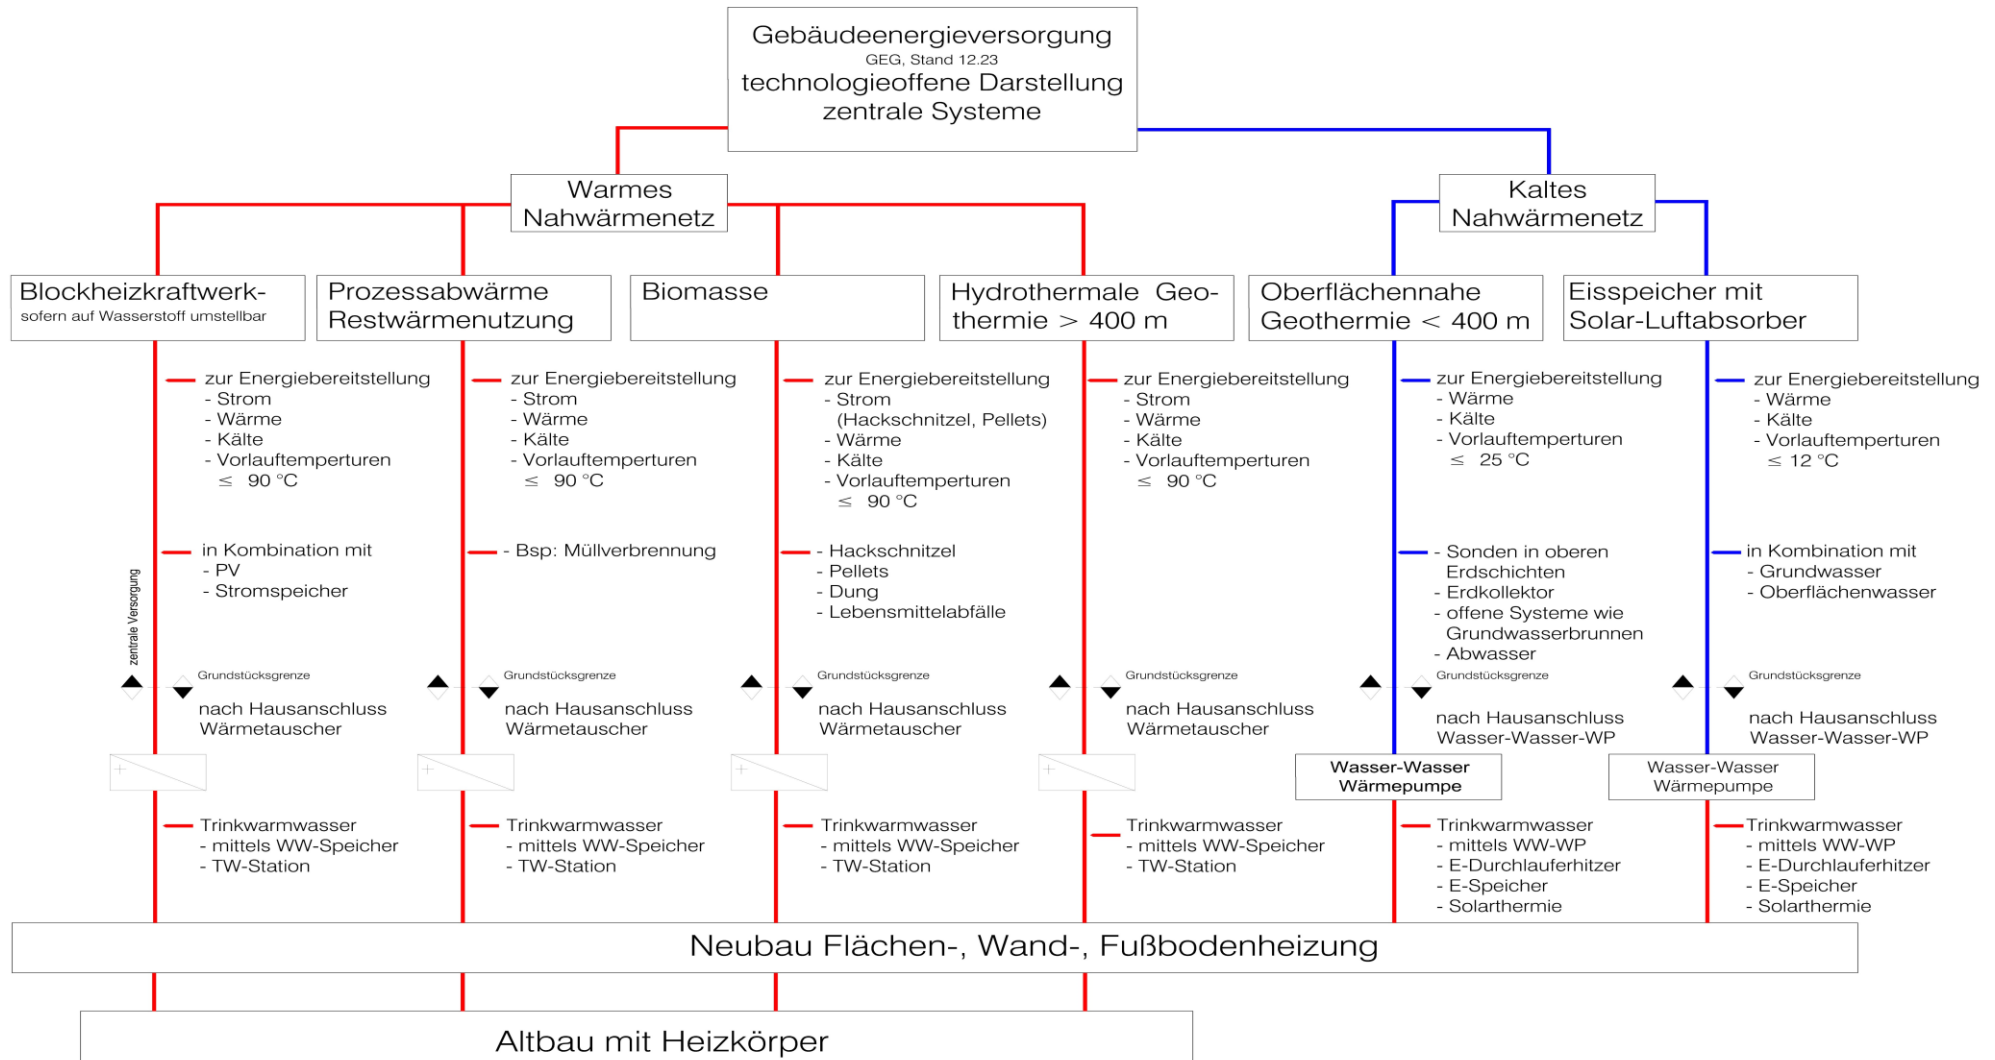 Gebäudeenergieversorgung
GEG, Stand 12.23
technologieoffene Darstellung
zentrale Systeme
Warmes
Nahwärmenetz
Kaltes
Nahwärmenetz
Blockheizkraftwerk-
sofern auf Wasserstoff umstellbar
Prozessabwärme
Restwärmenutzung
Biomasse
Hydrothermale Geo-
thermie > 400 m
Oberflächennahe
Geothermie < 400 m
Eisspeicher mit
Solar-Luftabsorber
zur Energiebereitstellung
- Strom
- Wärme
- Kälte
- Vorlauftemperturen
≤ 90 °C
in Kombination mit
- PV
- Stromspeicher
zentrale Versorgung
Grundstücksgrenze
nach Hausanschluss
Wärmetauscher
Trinkwarmwasser
- mittels WW-Speicher
- TW-Station
zur Energiebereitstellung
- Strom
- Wärme
- Kälte
- Vorlauftemperturen
≤ 90 °C
- Bsp: Müllverbrennung
Grundstücksgrenze
nach Hausanschluss
Wärmetauscher
Trinkwarmwasser
- mittels WW-Speicher
- TW-Station
zur Energiebereitstellung
- Strom
(Hackschnitzel, Pellets)
- Wärme
- Kälte
- Vorlauftemperturen
≤ 90 °C
- Hackschnitzel
- Pellets
- Dung
- Lebensmittelabfälle
Grundstücksgrenze
nach Hausanschluss
Wärmetauscher
Trinkwarmwasser
- mittels WW-Speicher
- TW-Station
zur Energiebereitstellung
- Strom
- Wärme
- Kälte
- Vorlauftemperturen
≤ 90 °C
Grundstücksgrenze
nach Hausanschluss
Wärmetauscher
Trinkwarmwasser
- mittels WW-Speicher
- TW-Station
zur Energiebereitstellung
- Wärme
- Kälte
- Vorlauftemperturen
≤ 25 °C
- Sonden in oberen
Erdschichten
- Erdkollektor
- offene Systeme wie
Grundwasserbrunnen
- Abwasser
Grundstücksgrenze
nach Hausanschluss
Wasser-Wasser-WP
Wasser-Wasser
Wärmepumpe
Trinkwarmwasser
- mittels WW-WP
- E-Durchlauferhitzer
- E-Speicher
- Solarthermie
zur Energiebereitstellung
- Wärme
- Kälte
- Vorlauftemperturen
≤ 12 °C
in Kombination mit
- Grundwasser
- Oberflächenwasser
Grundstücksgrenze
nach Hausanschluss
Wasser-Wasser-WP
Wasser-Wasser
Wärmepumpe
Trinkwarmwasser
- mittels WW-WP
- E-Durchlauferhitzer
- E-Speicher
- Solarthermie
Neubau Flächen-, Wand-, Fußbodenheizung
Altbau mit Heizkörper